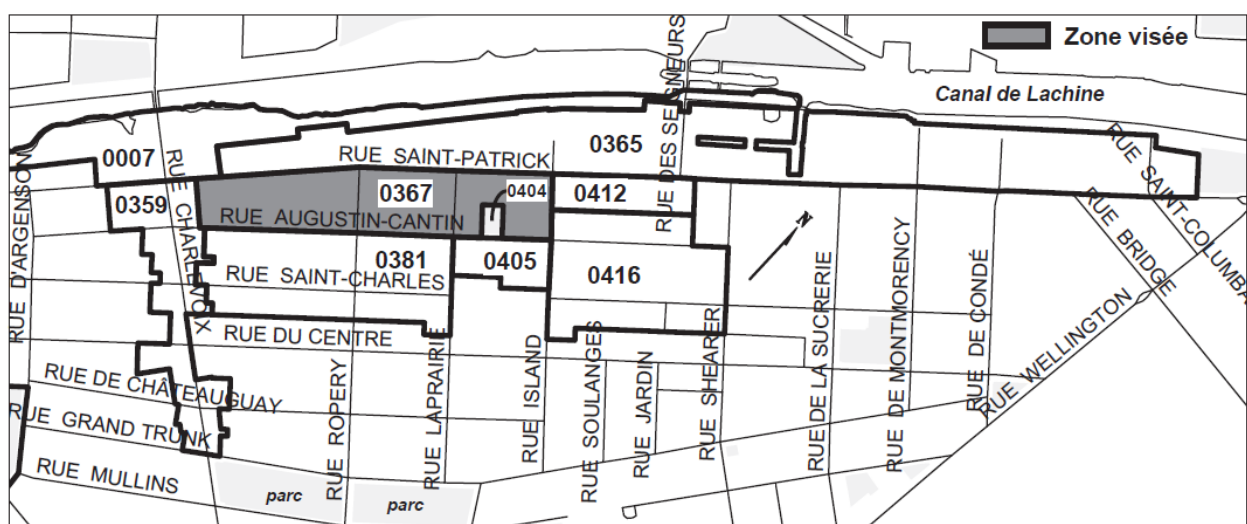 Zone visée
Canal de Lachine
RUE DES SEIGNEURS
0365
0007
RUE SAINT-PATRICK
RUE SAINT-COLUMBA
0367
0404
0412
0359
RUE CHARLEVOIX
RUE D'ARGENSON
RUE AUGUSTIN-CANTIN
N
RUE BRIDGE
0381
0405
0416
RUE SAINT-CHARLES
RUE DU CENTRE
RUE WELLINGTON
RUE DE CHÂTEAUGUAY
RUE GRAND TRUNK
RUE MULLINS
RUE ROPERY
RUE LAPRAIRIE
RUE ISLAND
RUE SOULANGES
RUE JARDIN
RUE SHEARER
RUE DE LA SUCRERIE
RUE DE MONTMORENCY
RUE DE CONDÉ
parc
parc